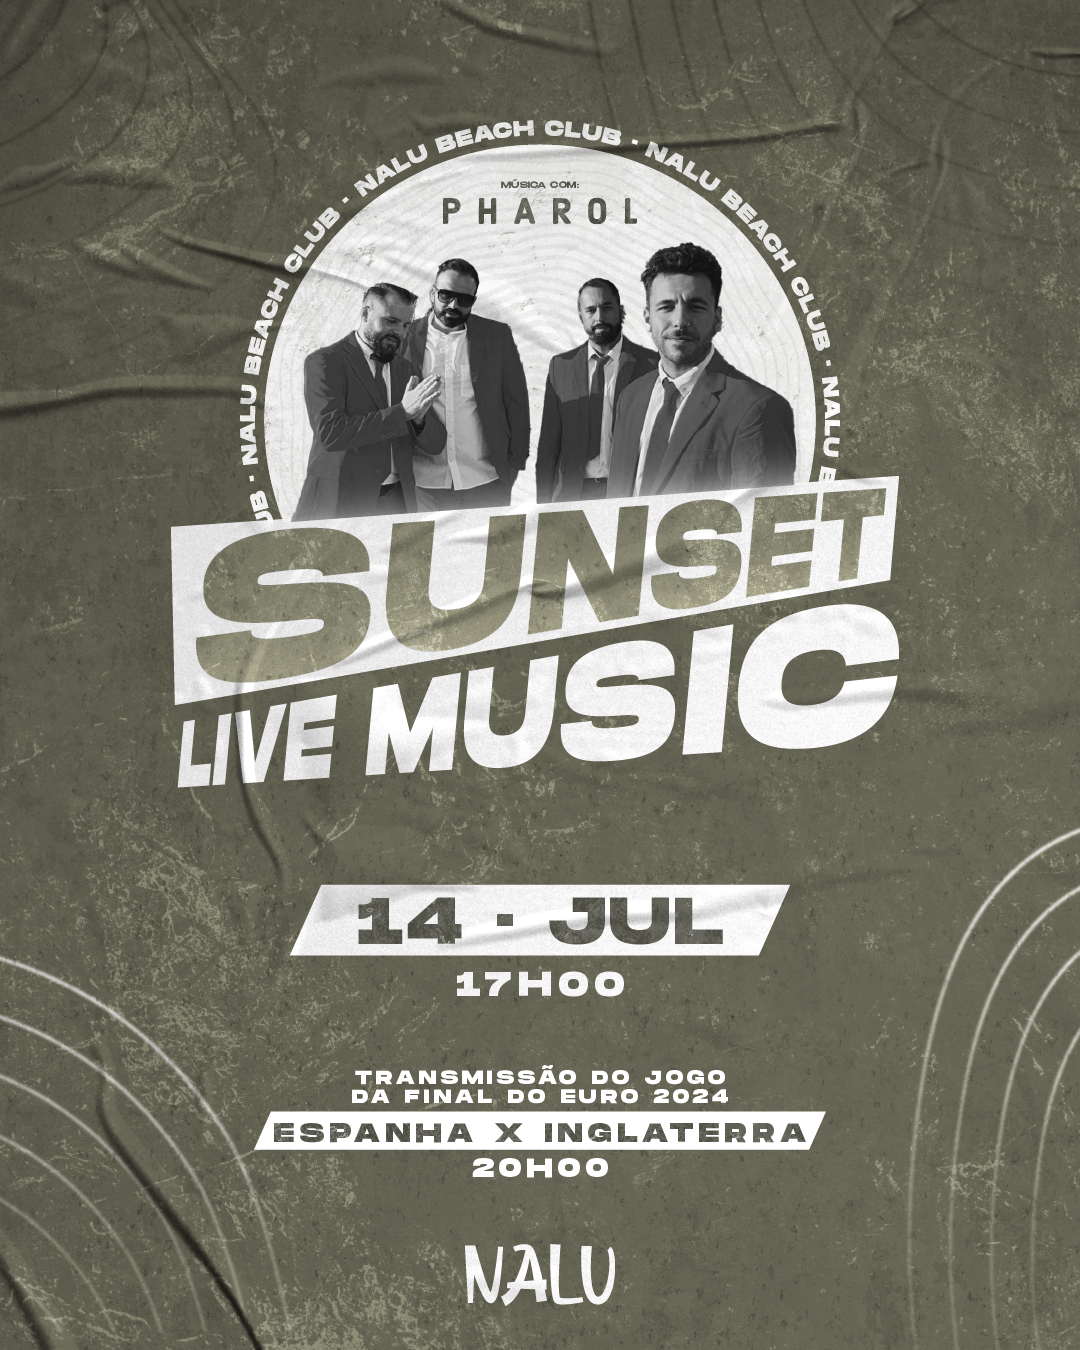 UB · NALU BEACH CLUB · NALU BEACH CLUB · NALU BEACH CLUB · NALU B
MÚSICA COM:
PHAROL
SUNSET
LIVE MUSIC
14 · JUL
17H00
TRANSMISSÃO DO JOGO
DA FINAL DO EURO 2024
ESPANHA X INGLATERRA
20H00
NALU